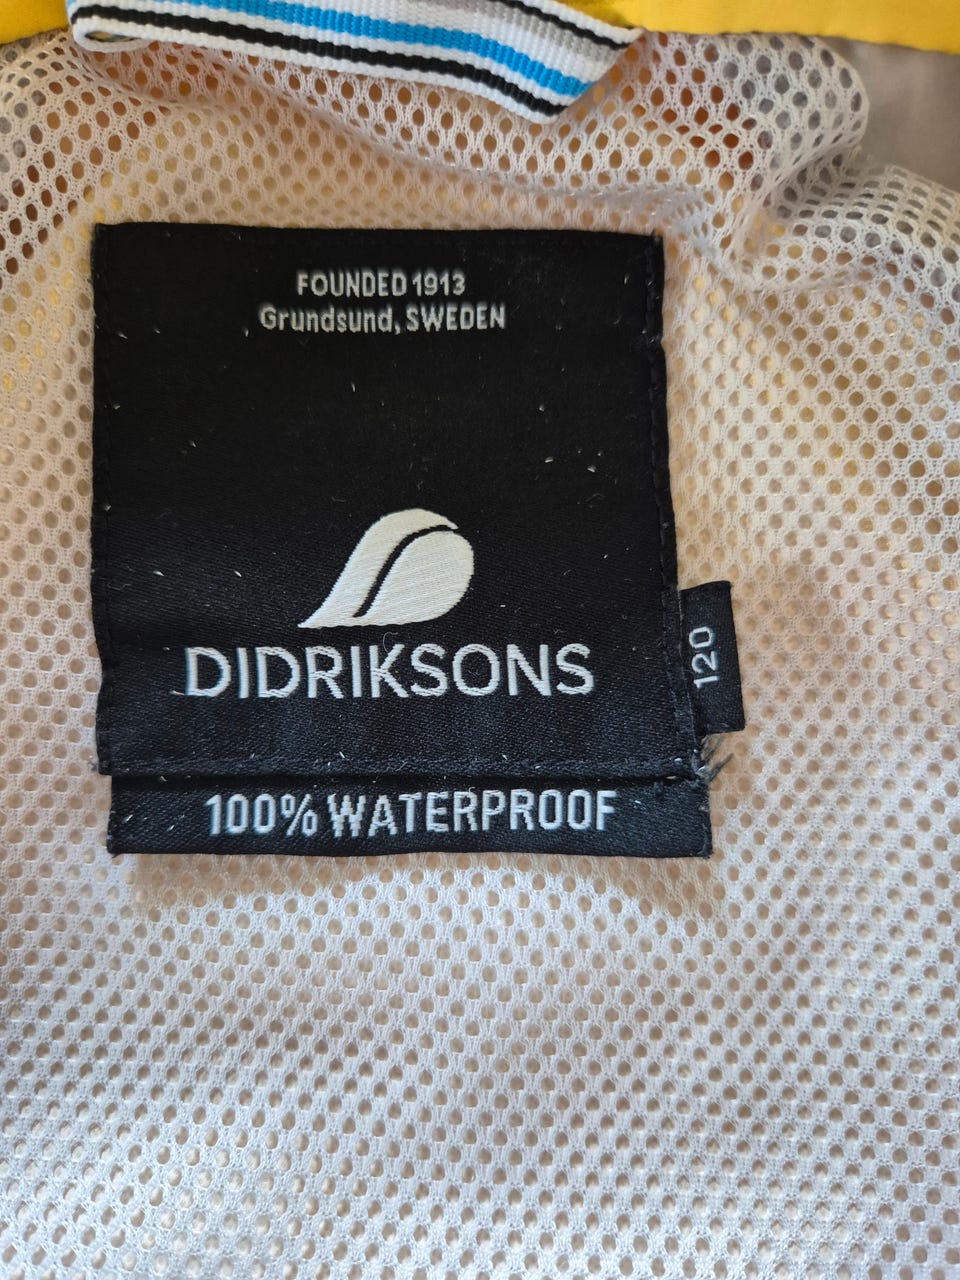 FOUNDED 1913
Grundsund, SWEDEN
DIDRIKSONS
120
100% WATERPROOF